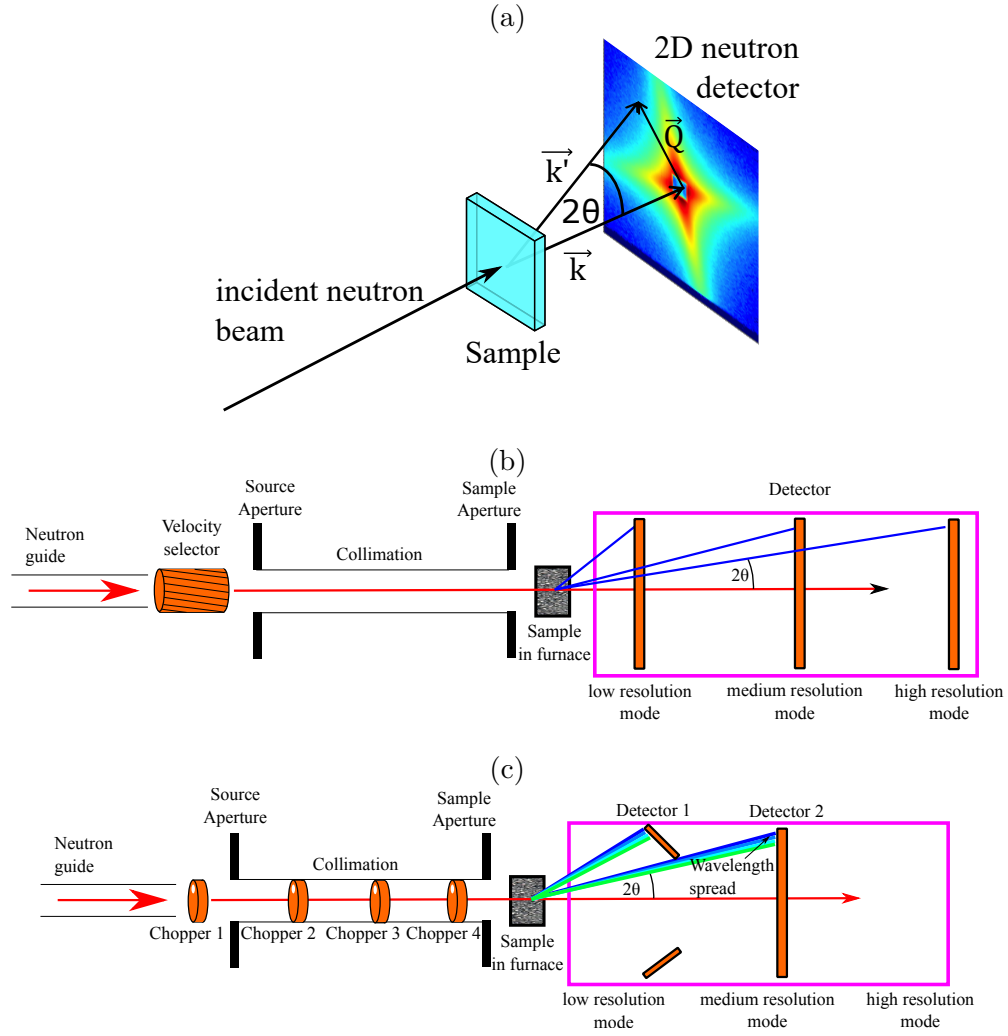 (a)
2D neutron
detector
Q
k'
2θ
k
incident neutron
beam
Sample
(b)
Source
Aperture
Sample
Aperture
Detector
Neutron
guide
Velocity
selector
Collimation
2θ
Sample
in furnace
low resolution
mode
medium resolution
mode
high resolution
mode
(c)
Source
Aperture
Sample
Aperture
Detector 1
Detector 2
Neutron
guide
Collimation
Wavelength
spread
2θ
Chopper 1
Chopper 2
Chopper 3
Chopper 4
Sample
in furnace
low resolution
mode
medium resolution
mode
high resolution
mode